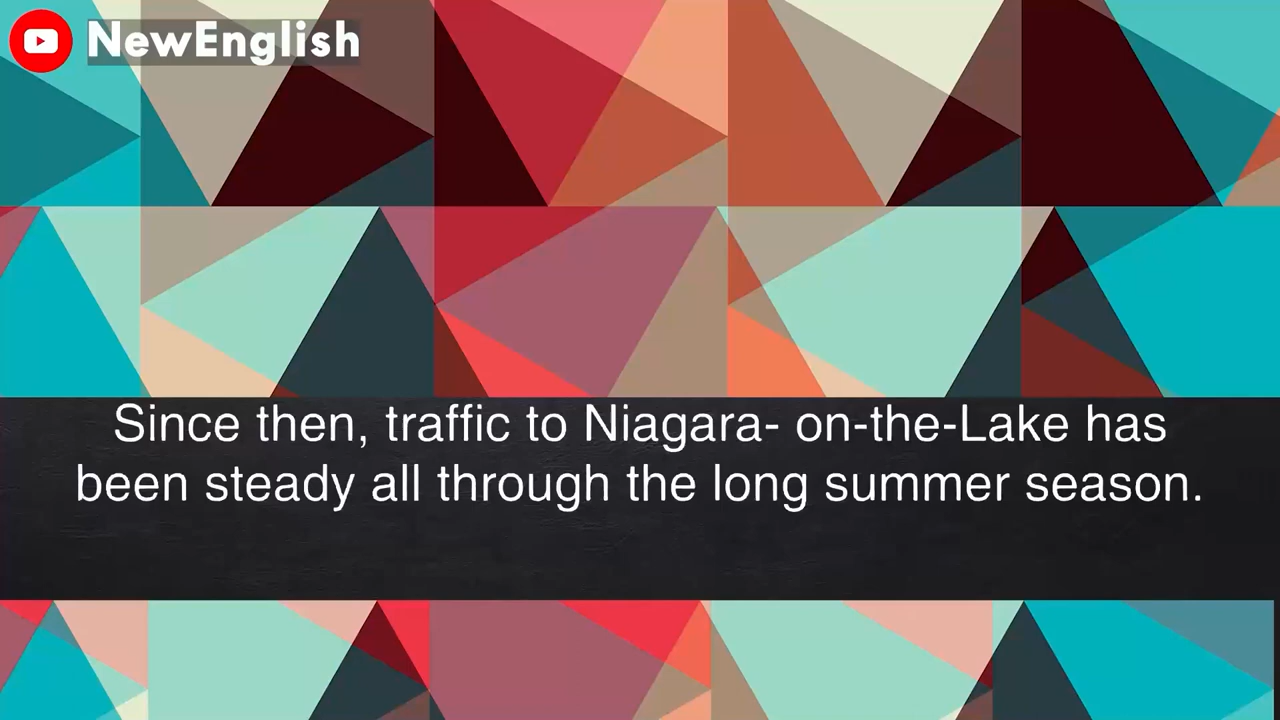 NewEnglish
Since then, traffic to Niagara- on-the-Lake has
been steady all through the long summer season.